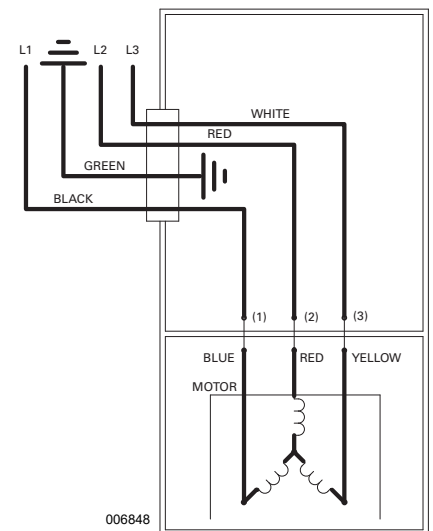 L1 L2 L3
WHITE
RED
GREEN
BLACK
(1) (2) (3)
BLUE RED YELLOW
MOTOR
006848